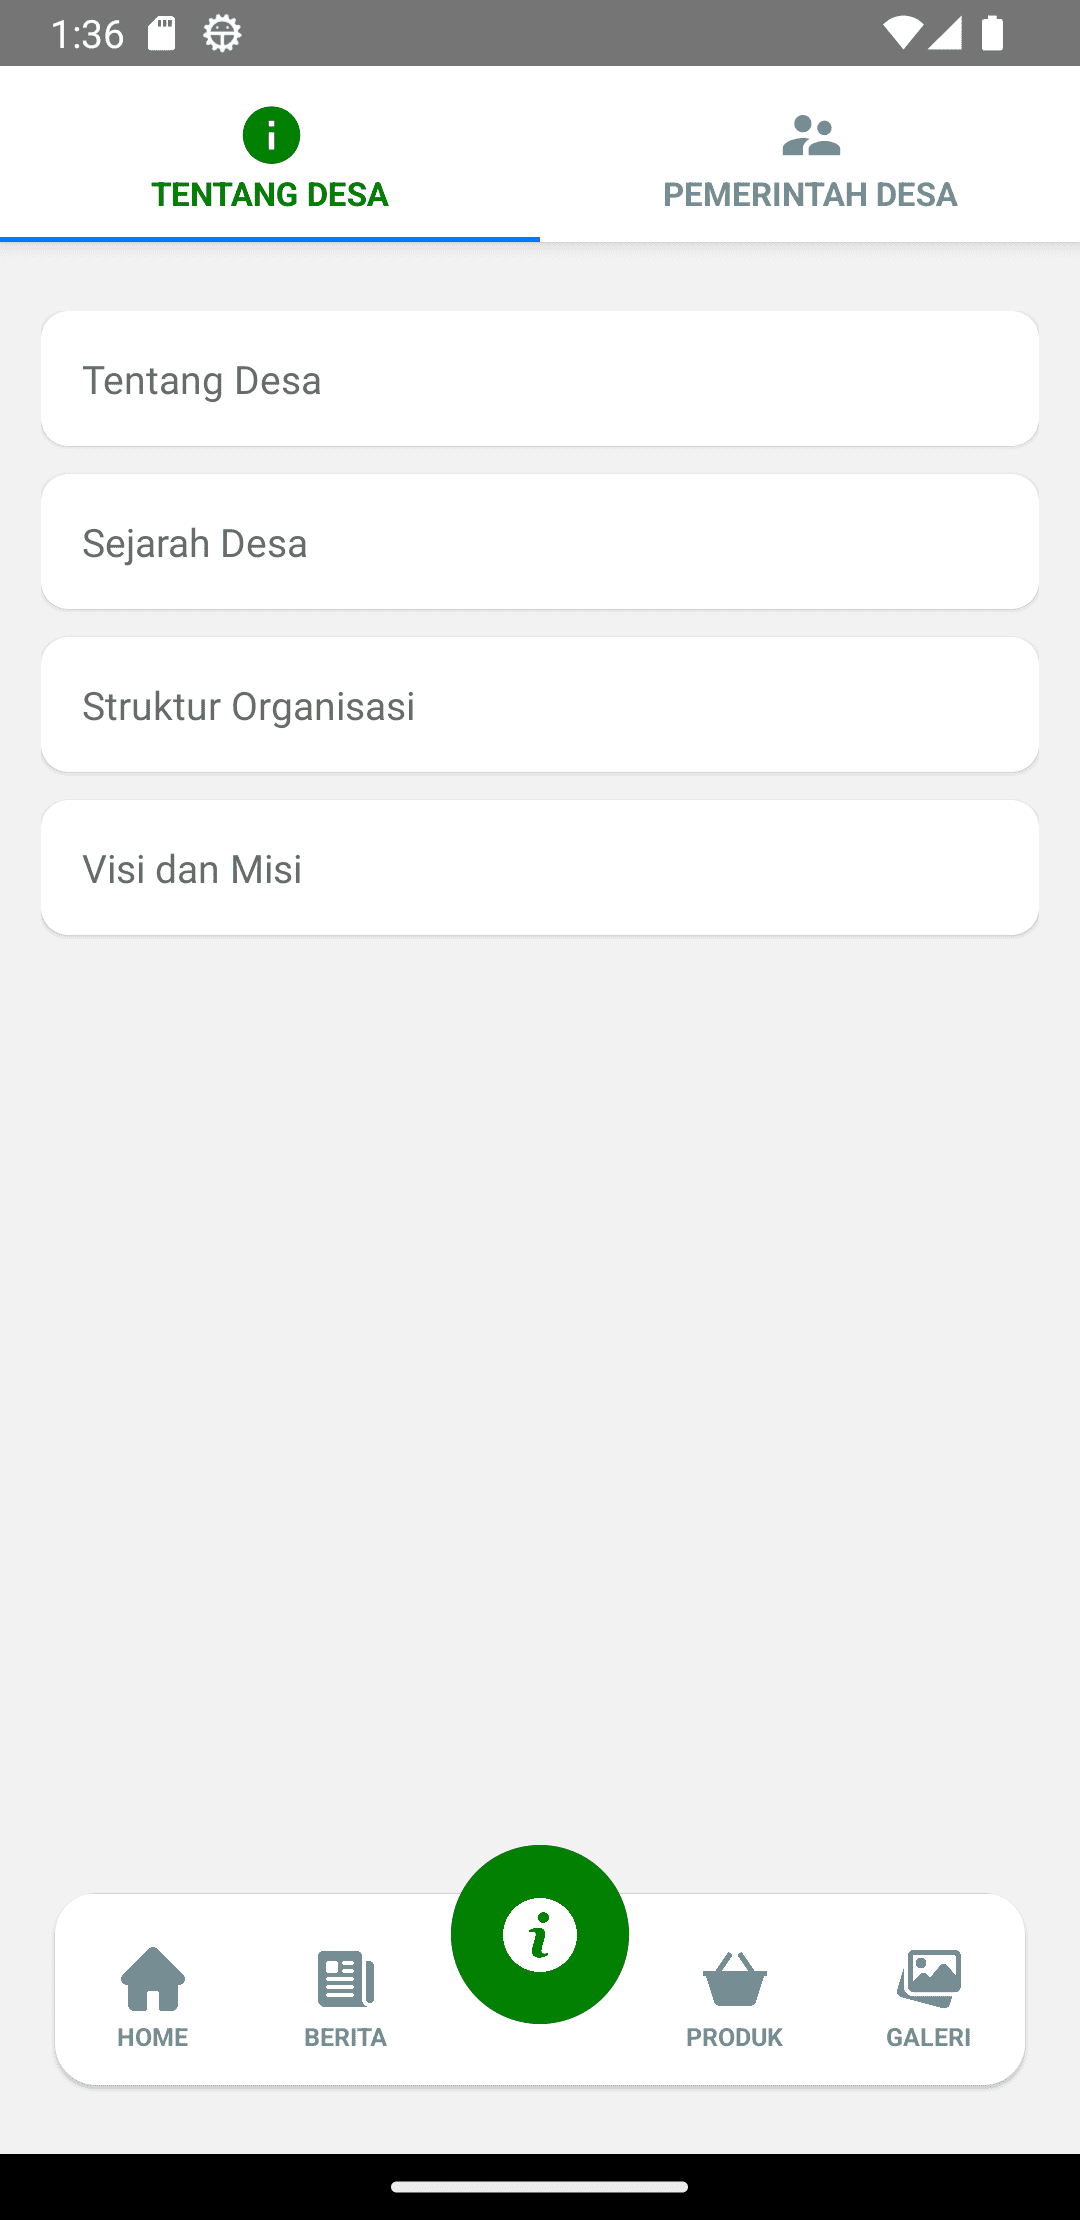 1:36
TENTANG DESA
PEMERINTAH DESA
Tentang Desa
Sejarah Desa
Struktur Organisasi
Visi dan Misi
HOME
BERITA
PRODUK
GALERI